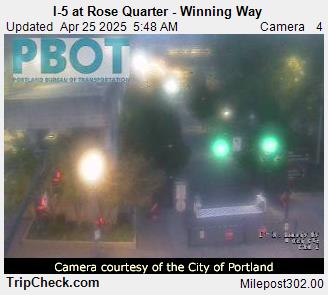 I-5 at Rose Quarter - Winning Way
Updated Apr 25 2025 5:48 AM Camera 4
PBOT
PORTLAND BUREAU OF TRANSPORTATION
Camera courtesy of the City of Portland
TripCheck.com Milepost302.00